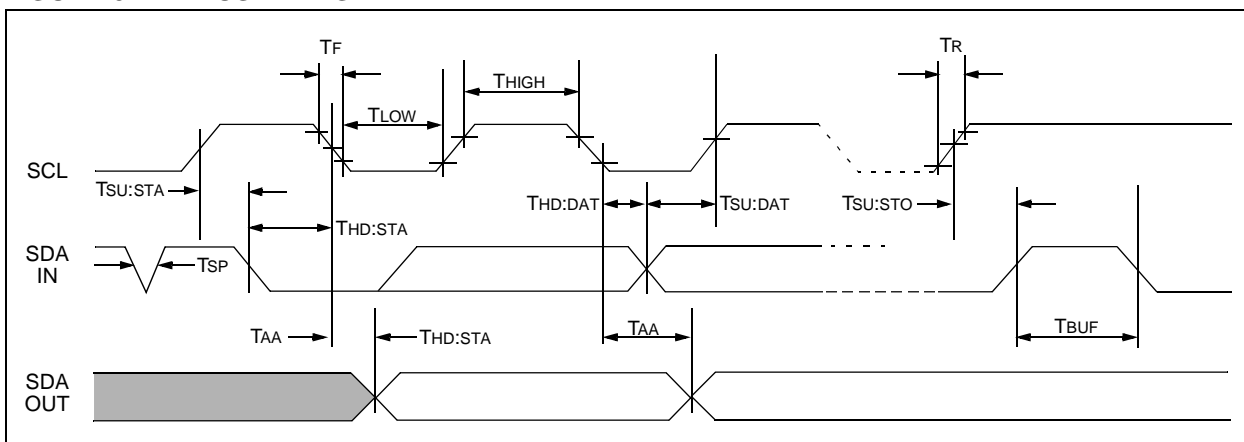 TF
TR
THIGH
TLOW
SCL
TSU:STA
THD:DAT
TSU:DAT
TSU:STO
THD:STA
SDA
IN
TSP
TAA
THD:STA
TAA
TBUF
SDA
OUT